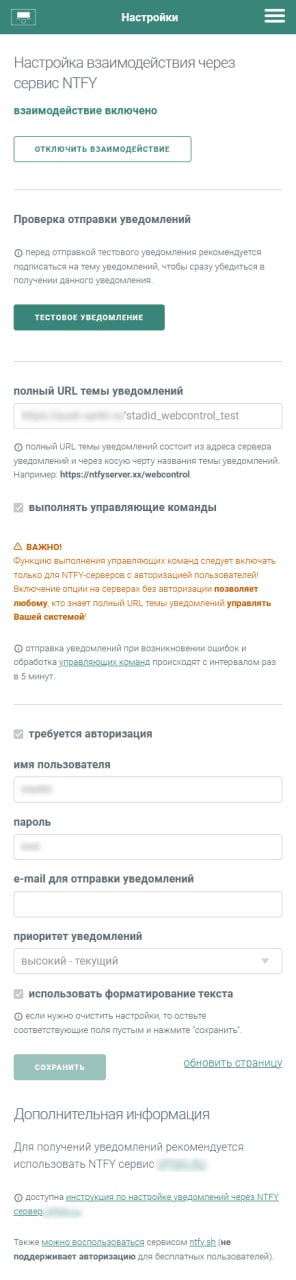 Настройки
Настройка взаимодействия через
сервис NTFY
взаимодействие включено
ОТКЛЮЧИТЬ ВЗАИМОДЕЙСТВИЕ
Проверка отправки уведомлений
перед отправкой тестового уведомления рекомендуется
подписаться на тему уведомлений, чтобы сразу убедиться в
получении данного уведомления.
ТЕСТОВОЕ УВЕДОМЛЕНИЕ
полный URL темы уведомлений
/stadid_webcontrol_test
полный URL темы уведомлений состоит из адреса сервера
уведомлений и через косую черту названия темы уведомлений.
Например: https://ntfyserver.xx/webcontrol.
выполнять управляющие команды
ВАЖНО!
Функцию выполнения управляющих команд следует включать
только для NTFY-серверов с авторизацией пользователей!
Включение опции на серверах без авторизации позволяет
любому, кто знает полный URL темы уведомлений управлять
Вашей системой!
отправка уведомлений при возникновении ошибок и
обработка управляющих команд происходят с интервалом раз
в 5 минут.
требуется авторизация
имя пользователя
пароль
e-mail для отправки уведомлений
приоритет уведомлений
высокий - текущий
использовать форматирование текста
если нужно очистить настройки, то оствьте
соответствующие поля пустым и нажмите "сохранить".
СОХРАНИТЬ
обновить страницу
Дополнительная информация
Для получений уведомлений рекомендуется
использовать NTFY сервис
доступна инструкция по настройке уведомлений через NTFY
сервер
Также можно воспользоваться сервисом ntfy.sh (не
поддерживает авторизацию для бесплатных пользователей).